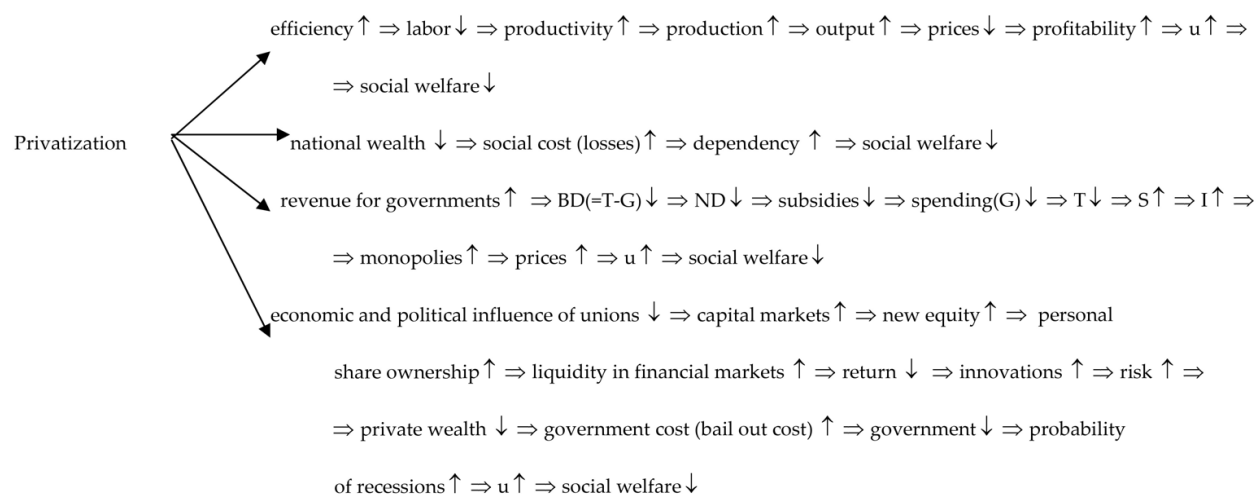 efficiency↑ ⇒ labor↓ ⇒ productivity↑ ⇒ production↑ ⇒ output↑ ⇒ prices↓ ⇒ profitability↑ ⇒ u↑ ⇒
⇒ social welfare↓
Privatization
national wealth ↓ ⇒ social cost (losses)↑ ⇒ dependency ↑ ⇒ social welfare↓
revenue for governments↑ ⇒ BD(=T-G)↓ ⇒ ND↓ ⇒ subsidies↓ ⇒ spending(G)↓ ⇒ T↓ ⇒ S↑ ⇒ I↑ ⇒
⇒ monopolies↑ ⇒ prices ↑ ⇒ u↑ ⇒ social welfare↓
economic and political influence of unions ↓ ⇒ capital markets↑ ⇒ new equity↑ ⇒ personal
share ownership↑ ⇒ liquidity in financial markets ↑ ⇒ return ↓ ⇒ innovations ↑ ⇒ risk ↑ ⇒
⇒ private wealth ↓ ⇒ government cost (bail out cost) ↑ ⇒ government↓ ⇒ probability
of recessions↑ ⇒ u↑ ⇒ social welfare↓